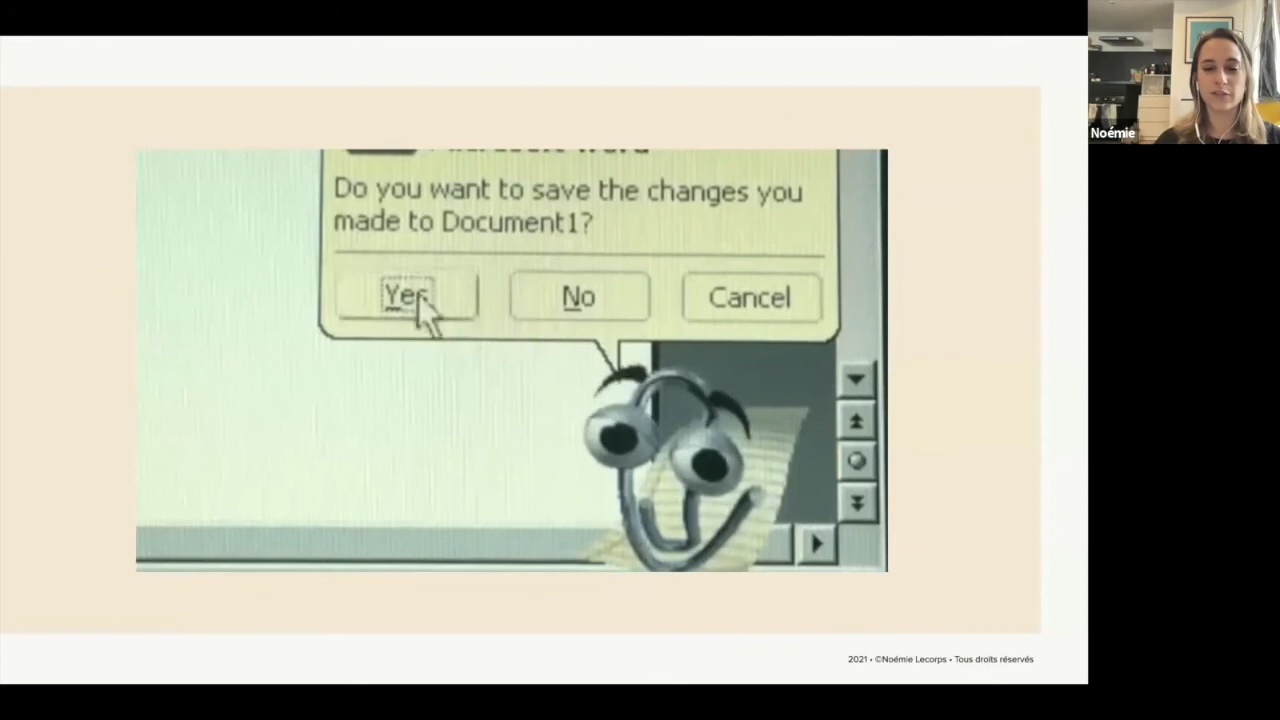 Noémie
Do you want to save the changes you
made to Document1?
Yes
No
Cancel
2021 • ©Noémie Lecorps • Tous droits réservés